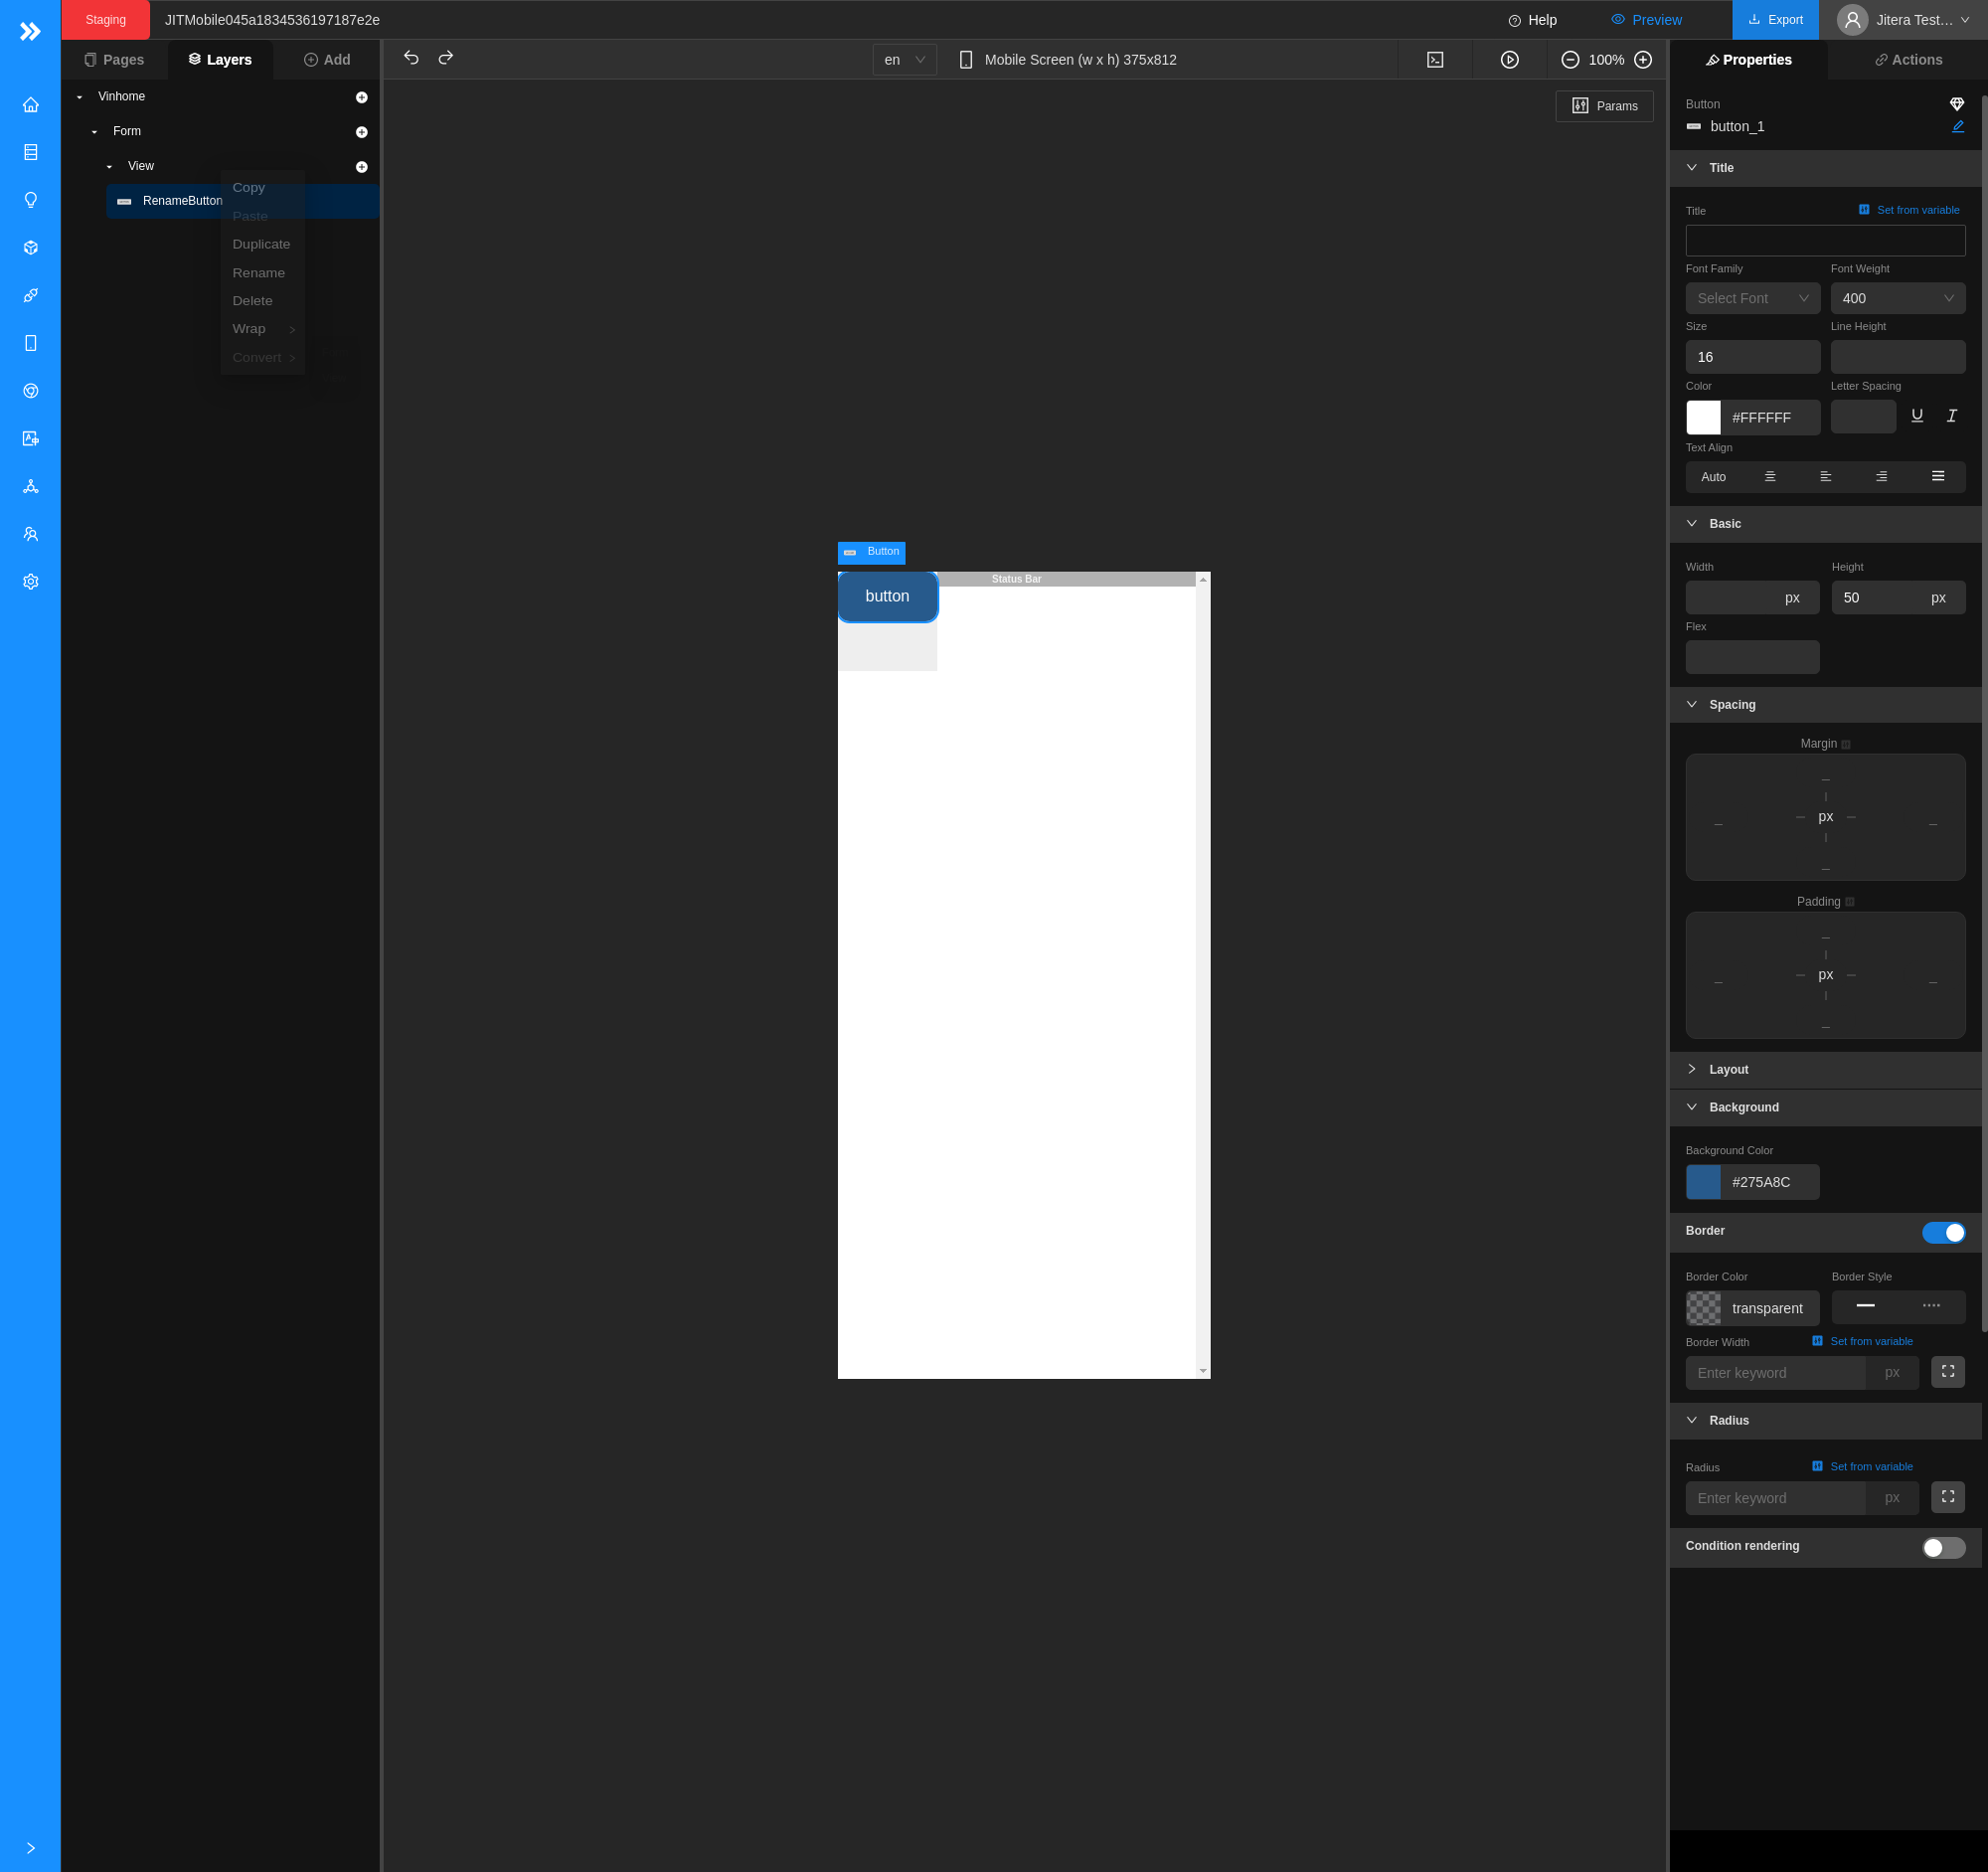 Staging
JITMobile045a1834536197187e2e
Help
Preview
Export
Jitera Test…
Pages
Layers
Add
en
Mobile Screen (w x h) 375x812
100%
Properties
Actions
Vinhome
Form
View
RenameButton
Copy
Paste
Duplicate
Rename
Delete
Wrap
Convert
Params
Button
button
Status Bar
Button
button_1
Title
Title
Set from variable
Font Family
Font Weight
Select Font
400
Size
Line Height
16
Color
Letter Spacing
#FFFFFF
Text Align
Auto
Basic
Width
Height
px
50
px
Flex
Spacing
Margin
px
Padding
px
Layout
Background
Background Color
#275A8C
Border
Border Color
Border Style
transparent
Border Width
Set from variable
Enter keyword
px
Radius
Radius
Set from variable
Enter keyword
px
Condition rendering